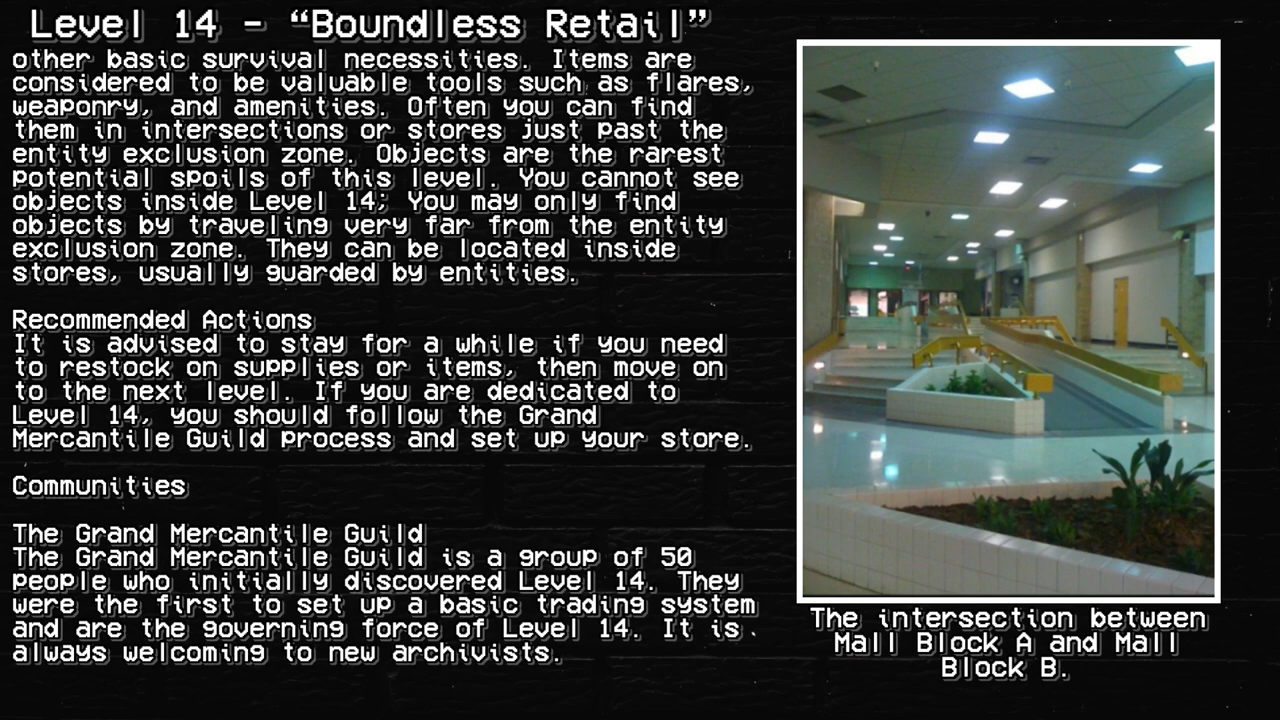 Level 14 - “Boundless Retail”
other basic survival necessities. Items are
considered to be valuable tools such as flares,
weaponry, and amenities. Often you can find
them in intersections or stores just past the
entity exclusion zone. Objects are the rarest
potential spoils of this level. You cannot see
objects inside Level 14; You may only find
objects by traveling very far from the entity
exclusion zone. They can be located inside
stores, usually guarded by entities.
Recommended Actions
It is advised to stay for a while if you need
to restock on supplies or items, then move on
to the next level. If you are dedicated to
Level 14, you should follow the Grand
Mercantile Guild process and set up your store.
Communities
The Grand Mercantile Guild
The Grand Mercantile Guild is a group of 50
people who initially discovered Level 14. They
were the first to set up a basic trading system
and are the governing force of Level 14. It is
always welcoming to new archivists.
The intersection between
Mall Block A and Mall
Block B.